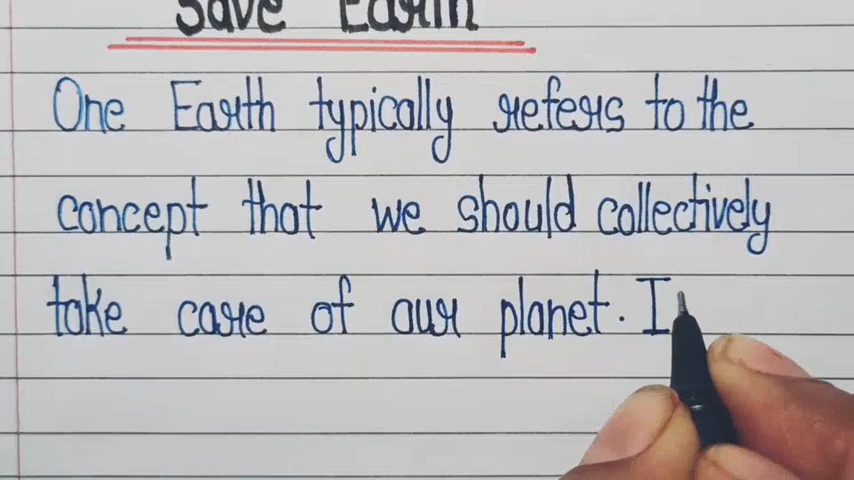 Save Earth
One Earth typically refers to the
concept that we should collectively
take care of our planet. I